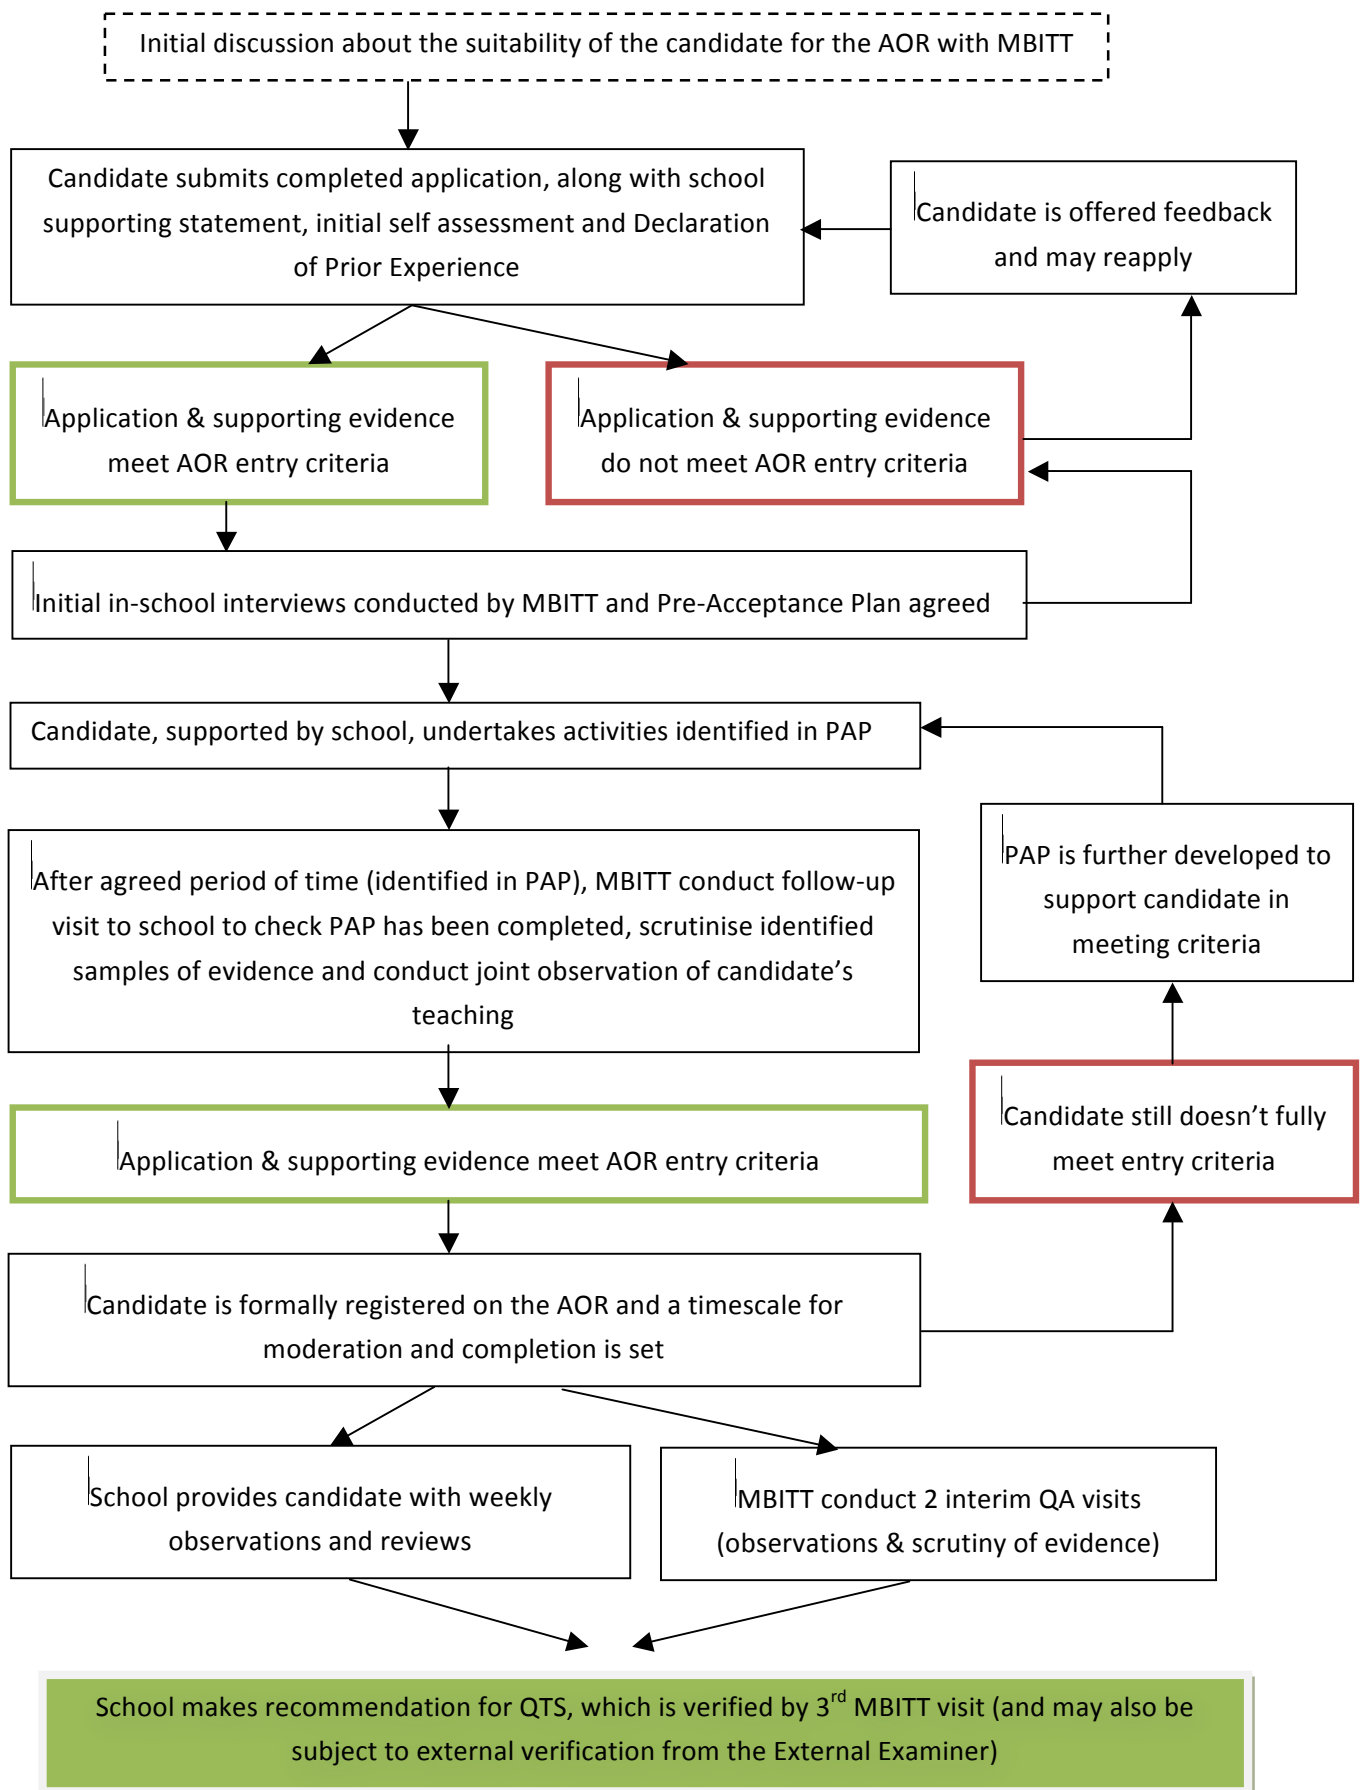 Initial discussion about the suitability of the candidate for the AOR with MBITT
Candidate submits completed application, along with school
supporting statement, initial self assessment and Declaration
of Prior Experience
Candidate is offered feedback
and may reapply
Application & supporting evidence
meet AOR entry criteria
Application & supporting evidence
do not meet AOR entry criteria
Initial in-school interviews conducted by MBITT and Pre-Acceptance Plan agreed
Candidate, supported by school, undertakes activities identified in PAP
After agreed period of time (identified in PAP), MBITT conduct follow-up
visit to school to check PAP has been completed, scrutinise identified
samples of evidence and conduct joint observation of candidate’s
teaching
PAP is further developed to
support candidate in
meeting criteria
Application & supporting evidence meet AOR entry criteria
Candidate still doesn’t fully
meet entry criteria
Candidate is formally registered on the AOR and a timescale for
moderation and completion is set
School provides candidate with weekly
observations and reviews
MBITT conduct 2 interim QA visits
(observations & scrutiny of evidence)
School makes recommendation for QTS, which is verified by 3rd MBITT visit (and may also be
subject to external verification from the External Examiner)